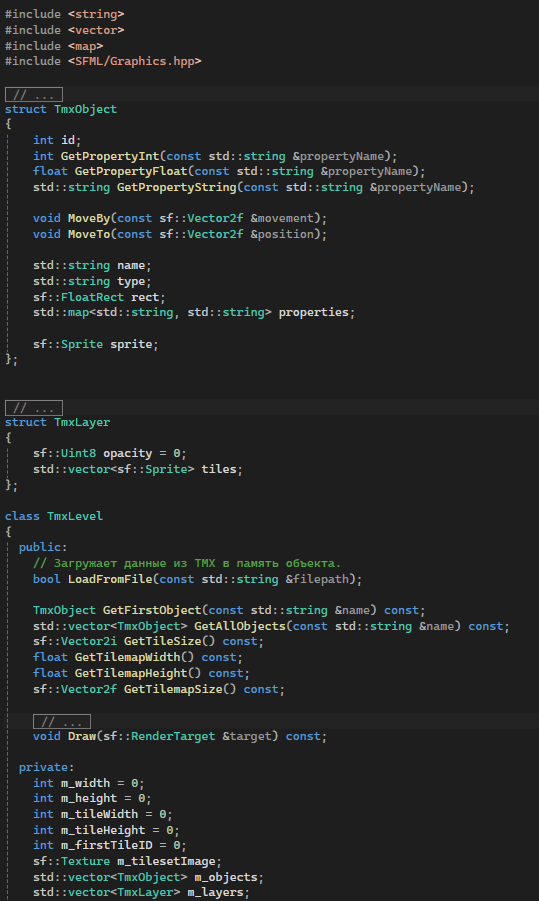 #include <string>
#include <vector>
#include <map>
#include <SFML/Graphics.hpp>
// ...
struct TmxObject
{
int id;
int GetPropertyInt(const std::string &propertyName);
float GetPropertyFloat(const std::string &propertyName);
std::string GetPropertyString(const std::string &propertyName);
void MoveBy(const sf::Vector2f &movement);
void MoveTo(const sf::Vector2f &position);
std::string name;
std::string type;
sf::FloatRect rect;
std::map<std::string, std::string> properties;
sf::Sprite sprite;
};
// ...
struct TmxLayer
{
sf::Uint8 opacity = 0;
std::vector<sf::Sprite> tiles;
};
class TmxLevel
{
public:
// Загружает данные из TMX в память объекта.
bool LoadFromFile(const std::string &filepath);
TmxObject GetFirstObject(const std::string &name) const;
std::vector<TmxObject> GetAllObjects(const std::string &name) const;
sf::Vector2i GetTileSize() const;
float GetTilemapWidth() const;
float GetTilemapHeight() const;
sf::Vector2f GetTilemapSize() const;
// ...
void Draw(sf::RenderTarget &target) const;
private:
int m_width = 0;
int m_height = 0;
int m_tileWidth = 0;
int m_tileHeight = 0;
int m_firstTileID = 0;
sf::Texture m_tilesetImage;
std::vector<TmxObject> m_objects;
std::vector<TmxLayer> m_layers;